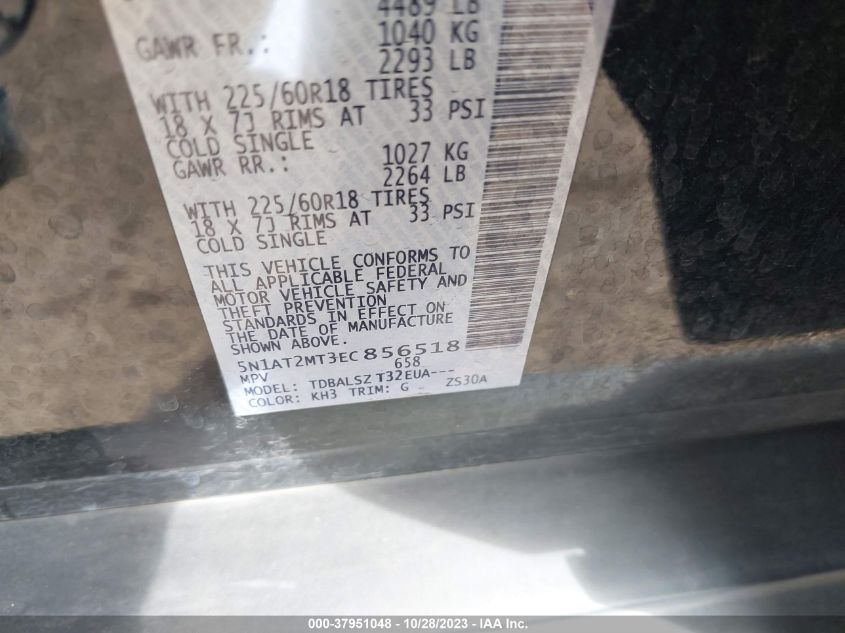 4489 LB
GAWR FR.: 1040 KG
2293 LB
WITH 225/60R18 TIRES
18 X 7J RIMS AT 33 PSI
COLD SINGLE
GAWR RR.: 1027 KG
2264 LB
WITH 225/60R18 TIRES
18 X 7J RIMS AT 33 PSI
COLD SINGLE
THIS VEHICLE CONFORMS TO
ALL APPLICABLE FEDERAL
MOTOR VEHICLE SAFETY AND
THEFT PREVENTION
STANDARDS IN EFFECT ON
THE DATE OF MANUFACTURE
SHOWN ABOVE.
5N1AT2MT3EC856518
MPV 658
MODEL: TDBALSZ T32EUA---
COLOR: KH3 TRIM: G ZS30A
000-37951048 - 10/28/2023 - IAA Inc.